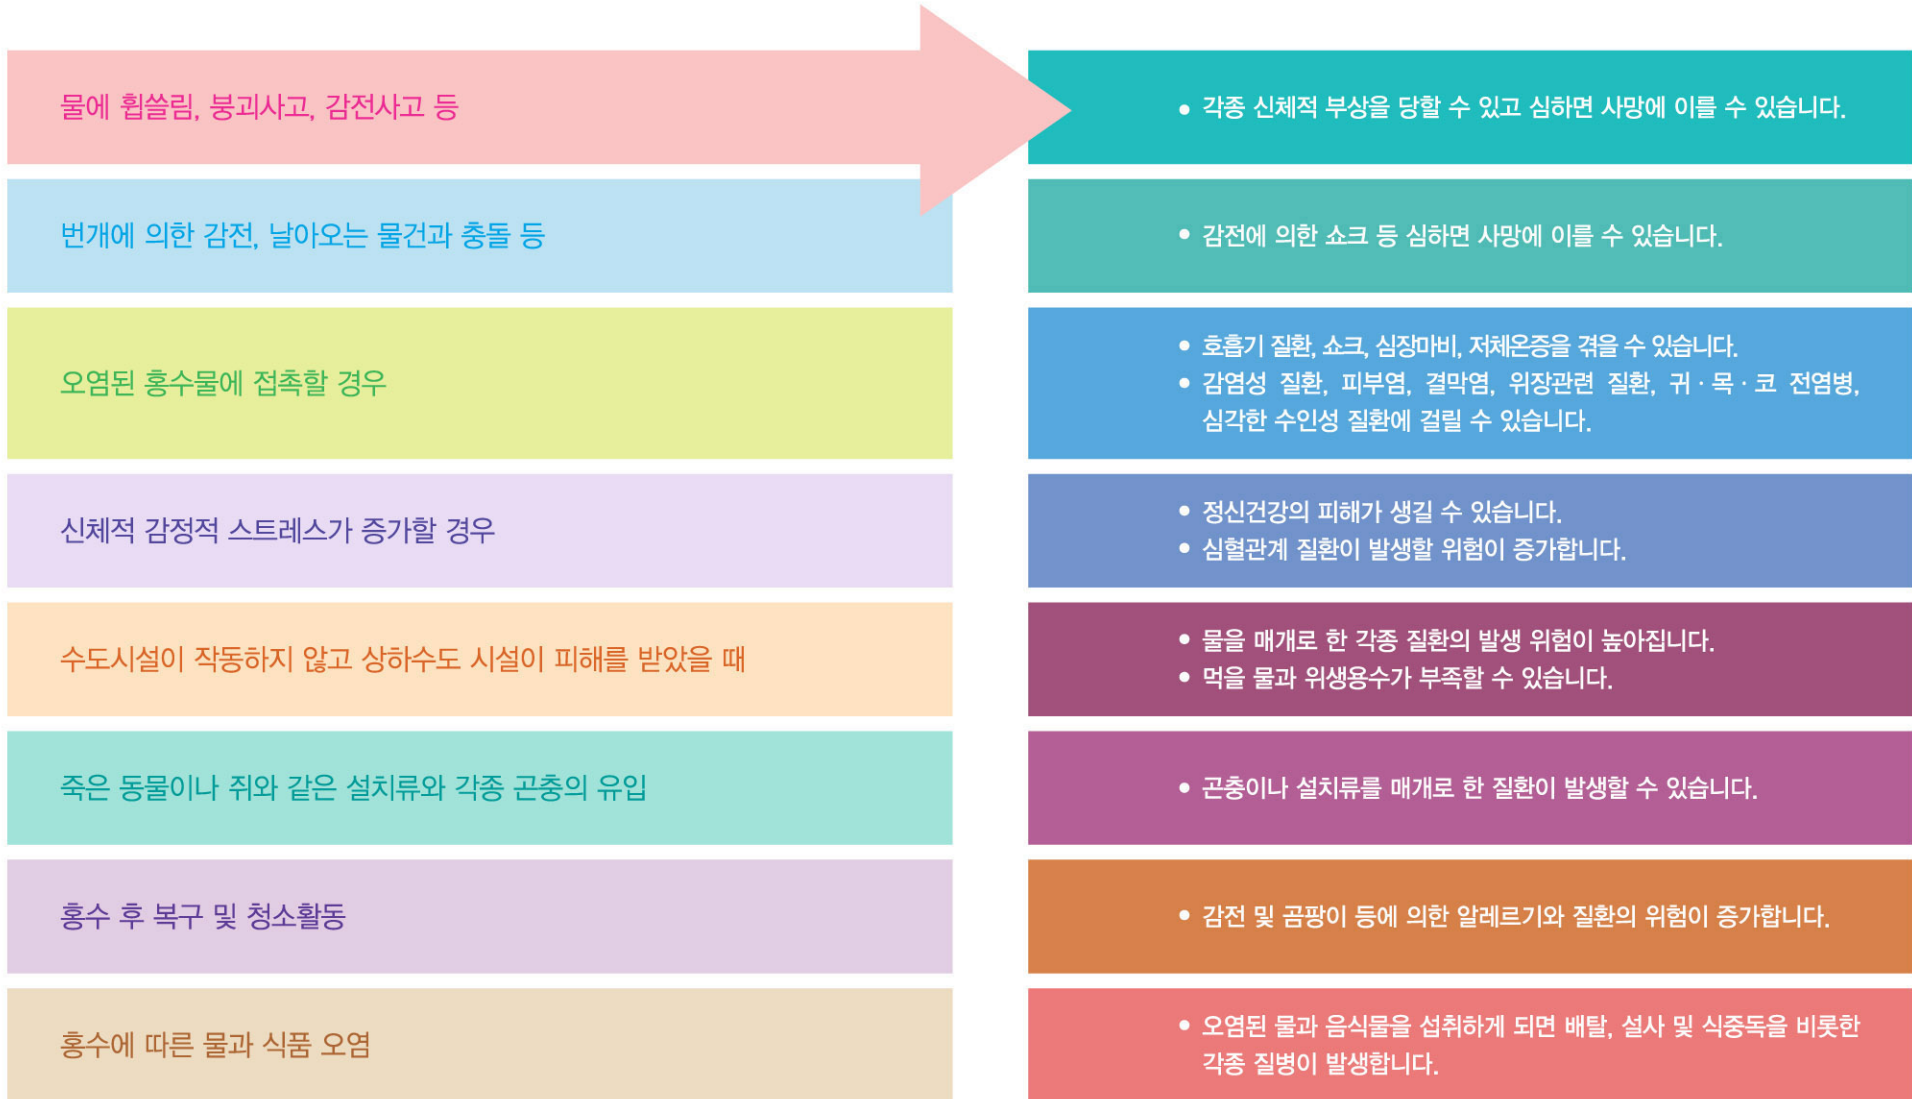 물에 휩쓸림, 붕괴사고, 감전사고 등
• 각종 신체적 부상을 당할 수 있고 심하면 사망에 이를 수 있습니다.
번개에 의한 감전, 날아오는 물건과 충돌 등
• 감전에 의한 쇼크 등 심하면 사망에 이를 수 있습니다.
오염된 홍수물에 접촉할 경우
• 호흡기 질환, 쇼크, 심장마비, 저체온증을 겪을 수 있습니다.
• 감염성 질환, 피부염, 결막염, 위장관련 질환, 귀 · 목 · 코 전염병,
심각한 수인성 질환에 걸릴 수 있습니다.
신체적 감정적 스트레스가 증가할 경우
• 정신건강의 피해가 생길 수 있습니다.
• 심혈관계 질환이 발생할 위험이 증가합니다.
수도시설이 작동하지 않고 상하수도 시설이 피해를 받았을 때
• 물을 매개로 한 각종 질환의 발생 위험이 높아집니다.
• 먹을 물과 위생용수가 부족할 수 있습니다.
죽은 동물이나 쥐와 같은 설치류와 각종 곤충의 유입
• 곤충이나 설치류를 매개로 한 질환이 발생할 수 있습니다.
홍수 후 복구 및 청소활동
• 감전 및 곰팡이 등에 의한 알레르기와 질환의 위험이 증가합니다.
홍수에 따른 물과 식품 오염
• 오염된 물과 음식물을 섭취하게 되면 배탈, 설사 및 식중독을 비롯한
각종 질병이 발생합니다.